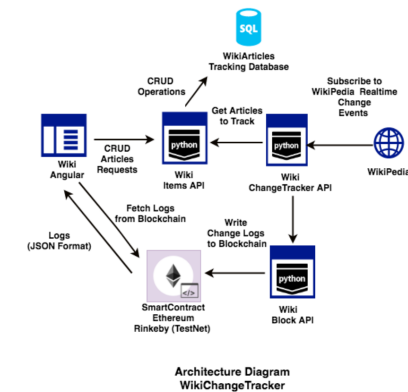 SQL
WikiArticles
Tracking Database
CRUD
Operations
Subscribe to
WikiPedia Realtime
Change
Events
Get Articles
to Track
python
python
Wiki
Angular
CRUD
Articles
Requests
Wiki
Items API
Wiki
ChangeTracker API
WikiPedia
Fetch Logs
from Blockchain
Logs
(JSON Format)
Write
Change Logs
to Blockchain
python
SmartContract
Ethereum
Rinkeby (TestNet)
Wiki
Block API
Architecture Diagram
WikiChangeTracker